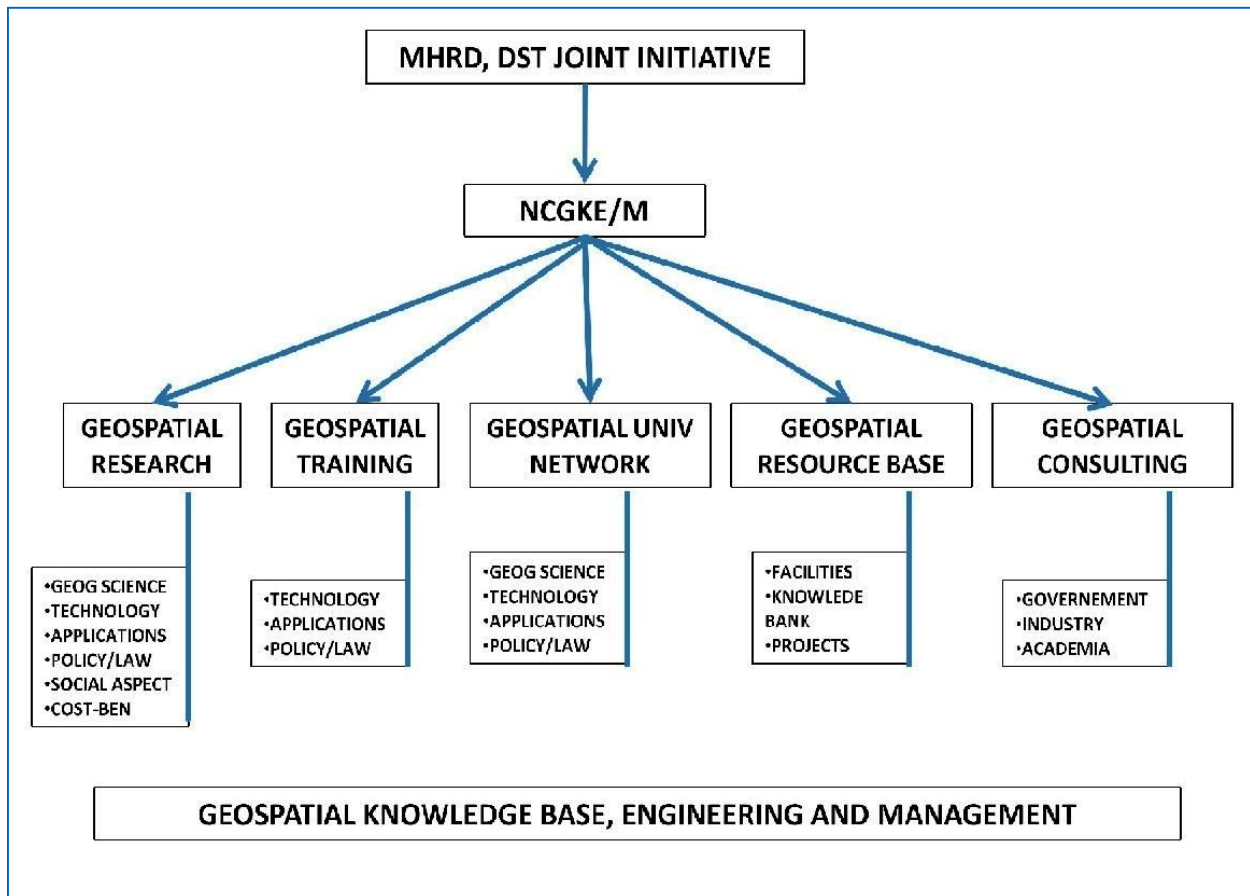 MHRD, DST JOINT INITIATIVE
NCGKE/M
GEOSPATIAL
RESEARCH
GEOSPATIAL
TRAINING
GEOSPATIAL UNIV
NETWORK
GEOSPATIAL
RESOURCE BASE
GEOSPATIAL
CONSULTING
•GEOG SCIENCE
•TECHNOLOGY
•APPLICATIONS
•POLICY/LAW
•SOCIAL ASPECT
•COST-BEN
•TECHNOLOGY
•APPLICATIONS
•POLICY/LAW
•GEOG SCIENCE
•TECHNOLOGY
•APPLICATIONS
•POLICY/LAW
•FACILITIES
•KNOWLEDE
BANK
•PROJECTS
•GOVERNEMENT
•INDUSTRY
•ACADEMIA
GEOSPATIAL KNOWLEDGE BASE, ENGINEERING AND MANAGEMENT